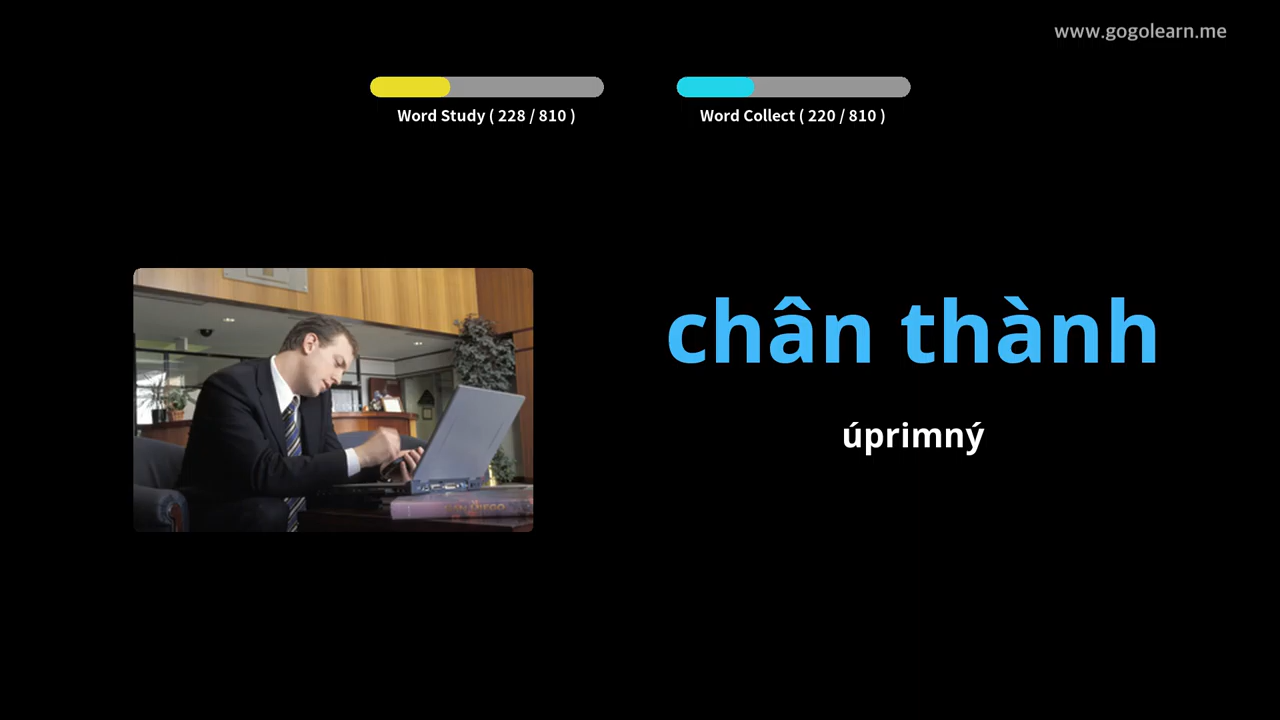 www.gogolearn.me
Word Study ( 228 / 810 )
Word Collect ( 220 / 810 )
chân thành
úprimný